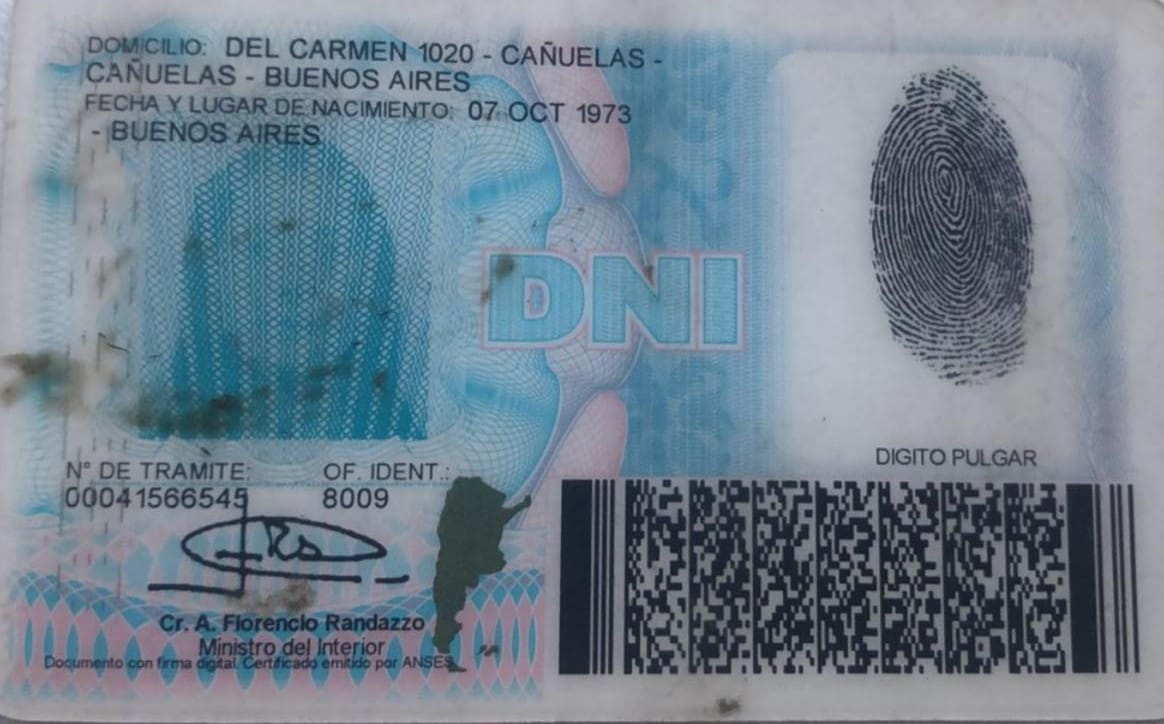 DOMICILIO: DEL CARMEN 1020 - CAÑUELAS -
CAÑUELAS - BUENOS AIRES
FECHA Y LUGAR DE NACIMIENTO: 07 OCT 1973
- BUENOS AIRES
DNI
DIGITO PULGAR
N° DE TRAMITE: OF. IDENT.:
00041566545 8009
Cr. A. Florencio Randazzo
Ministro del Interior
Documento con firma digital. Certificado emitido por ANSES.